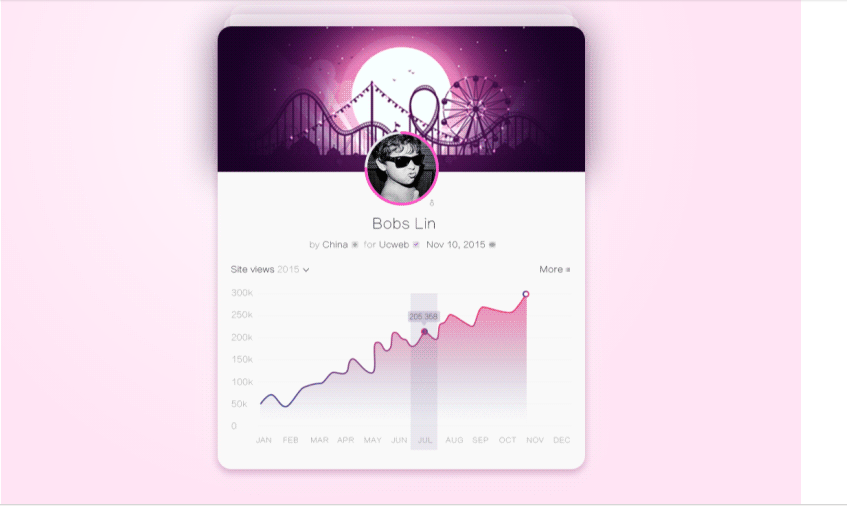 Bobs Lin
by China for Ucweb Nov 10, 2015
Site views 2015 More
300k
250k
205 358
200k
150k
100k
50k
0
JAN FEB MAR APR MAY JUN JUL AUG SEP OCT NOV DEC